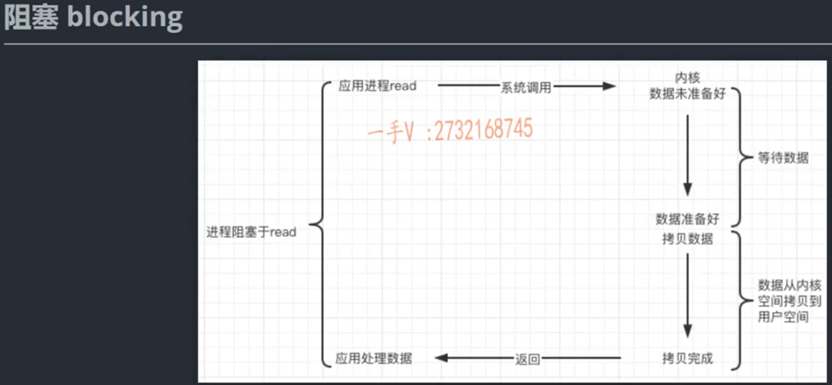 阻塞 blocking
应用进程read
系统调用
内核
数据未准备好
一手V :2732168745
等待数据
数据准备好
拷贝数据
进程阻塞于read
数据从内核
空间拷贝到
用户空间
应用处理数据
返回
拷贝完成